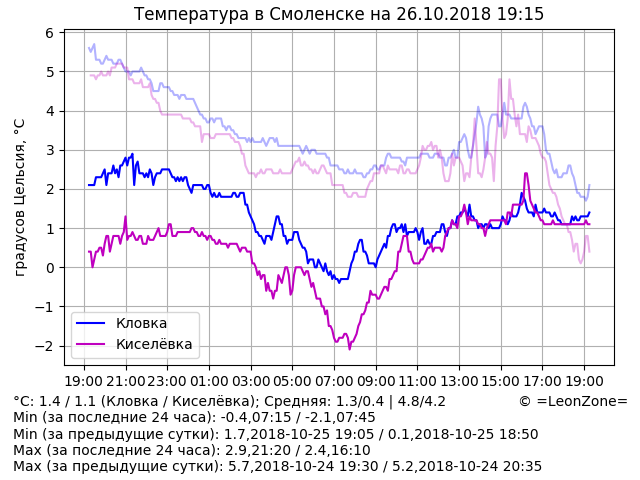 Температура в Смоленске на 26.10.2018 19:15
градусов Цельсия, °C
6
5
4
3
2
1
0
−1
−2
Кловка
Киселёвка
19:00 21:00 23:00 01:00 03:00 05:00 07:00 09:00 11:00 13:00 15:00 17:00 19:00
°C: 1.4 / 1.1 (Кловка / Киселёвка); Средняя: 1.3/0.4 | 4.8/4.2 © =LeonZone=
Min (за последние 24 часа): -0.4,07:15 / -2.1,07:45
Min (за предыдущие сутки): 1.7,2018-10-25 19:05 / 0.1,2018-10-25 18:50
Max (за последние 24 часа): 2.9,21:20 / 2.4,16:10
Max (за предыдущие сутки): 5.7,2018-10-24 19:30 / 5.2,2018-10-24 20:35